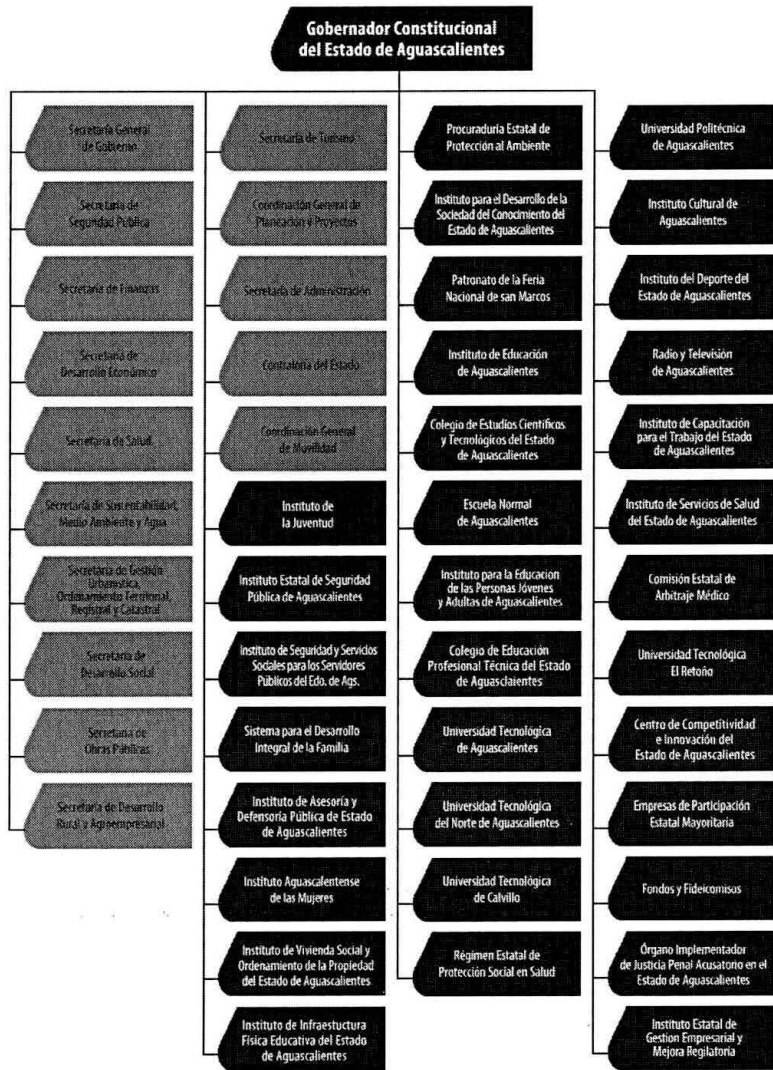 Gobernador Constitucional
del Estado de Aguascalientes
Secretaría General
de Gobierno
Secretaría de
Seguridad Pública
Secretaría de Finanzas
Secretaría de
Desarrollo Económico
Secretaría de Salud
Secretaría de Sustentabilidad,
Medio Ambiente y Agua
Secretaría de Gestión
Urbanística,
Ordenamiento Territorial,
Registral y Catastral
Secretaría de
Desarrollo Social
Secretaría de
Obras Públicas
Secretaría de Desarrollo
Rural y Agroempresarial
Secretaría de Turismo
Coordinación General de
Planeación y Proyectos
Secretaría de Administración
Contraloría del Estado
Coordinación General
de Movilidad
Instituto de
la Juventud
Instituto Estatal de Seguridad
Pública de Aguascalientes
Instituto de Seguridad y Servicios
Sociales para los Servidores
Públicos del Edo. de Ags.
Sistema para el Desarrollo
Integral de la Familia
Instituto de Asesoría y
Defensoría Pública de Estado
de Aguascalientes
Instituto Aguascalentense
de las Mujeres
Instituto de Vivienda Social y
Ordenamiento de la Propiedad
del Estado de Aguascalientes
Instituto de Infraestuctura
Física Educativa del Estado
de Aguascalientes
Procuraduría Estatal de
Protección al Ambiente
Instituto para el Desarrollo de la
Sociedad del Conocimiento del
Estado de Aguascalientes
Patronato de la Feria
Nacional de san Marcos
Instituto de Educación
de Aguascalientes
Colegio de Estudios Científicos
y Tecnológicos del Estado
de Aguascalientes
Escuela Normal
de Aguascalientes
Instituto para la Educación
de las Personas Jóvenes
y Adultas de Aguascalientes
Colegio de Educación
Profesional Técnica del Estado
de Aguasclaientes
Universidad Tecnológica
de Aguascalientes
Universidad Tecnológica
del Norte de Aguascalientes
Universidad Tecnológica
de Calvillo
Régimen Estatal de
Protección Social en Salud
Universidad Politécnica
de Aguascalientes
Instituto Cultural de
Aguascalientes
Instituto del Deporte del
Estado de Aguascalientes
Radio y Televisión
de Aguascalientes
Instituto de Capacitación
para el Trabajo del Estado
de Aguascalientes
Instituto de Servicios de Salud
del Estado de Aguascalientes
Comisión Estatal de
Arbitraje Médico
Universidad Tecnológica
El Retoño
Centro de Competitividad
e Innovación del
Estado de Aguascalientes
Empresas de Participación
Estatal Mayoritaria
Fondos y Fideicomisos
Órgano Implementador
de Justicia Penal Acusatorio en el
Estado de Aguascalientes
Instituto Estatal de
Gestion Empresarial y
Mejora Regilatoria